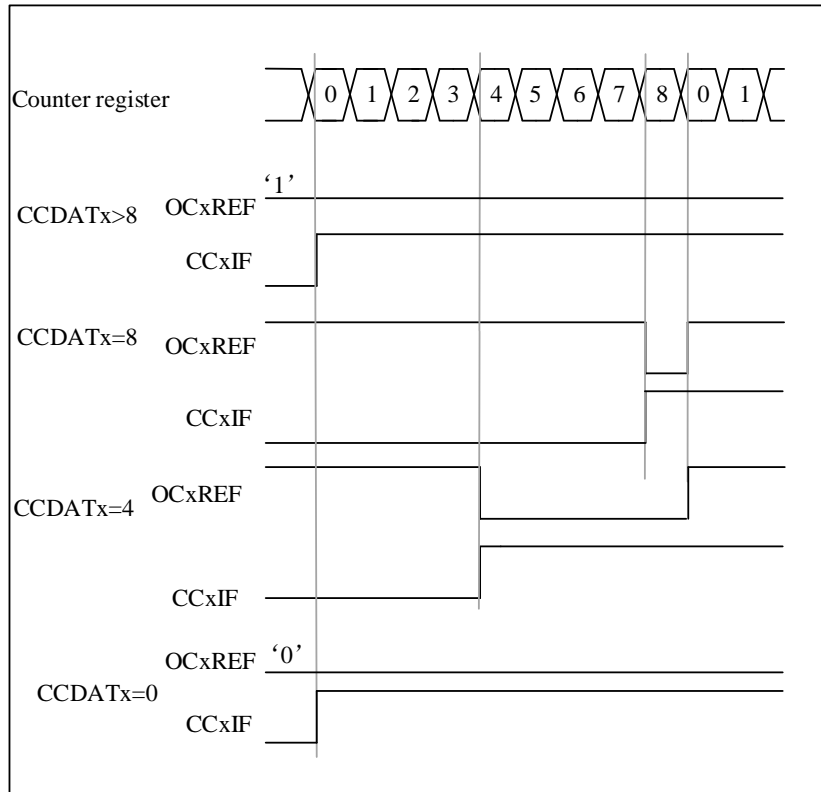 Counter register 0 1 2 3 4 5 6 7 8 0 1
‘1’
CCDATx>8 OCxREF
CCxIF
CCDATx=8 OCxREF
CCxIF
CCDATx=4 OCxREF
CCxIF
OCxREF ‘0’
CCDATx=0
CCxIF